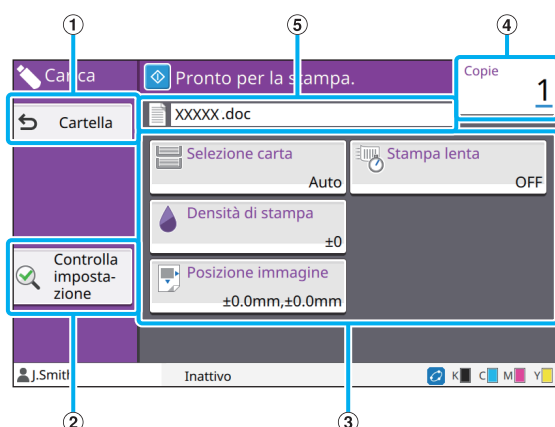 1
5
4
Carica
Pronto per la stampa.
Copie
1
Cartella
XXXXX.doc
Selezione carta
Auto
Stampa lenta
OFF
Densità di stampa
±0
Controlla
imposta-
zione
Posizione immagine
±0.0mm,±0.0mm
J.Smith
Inattivo
K C M Y
2
3